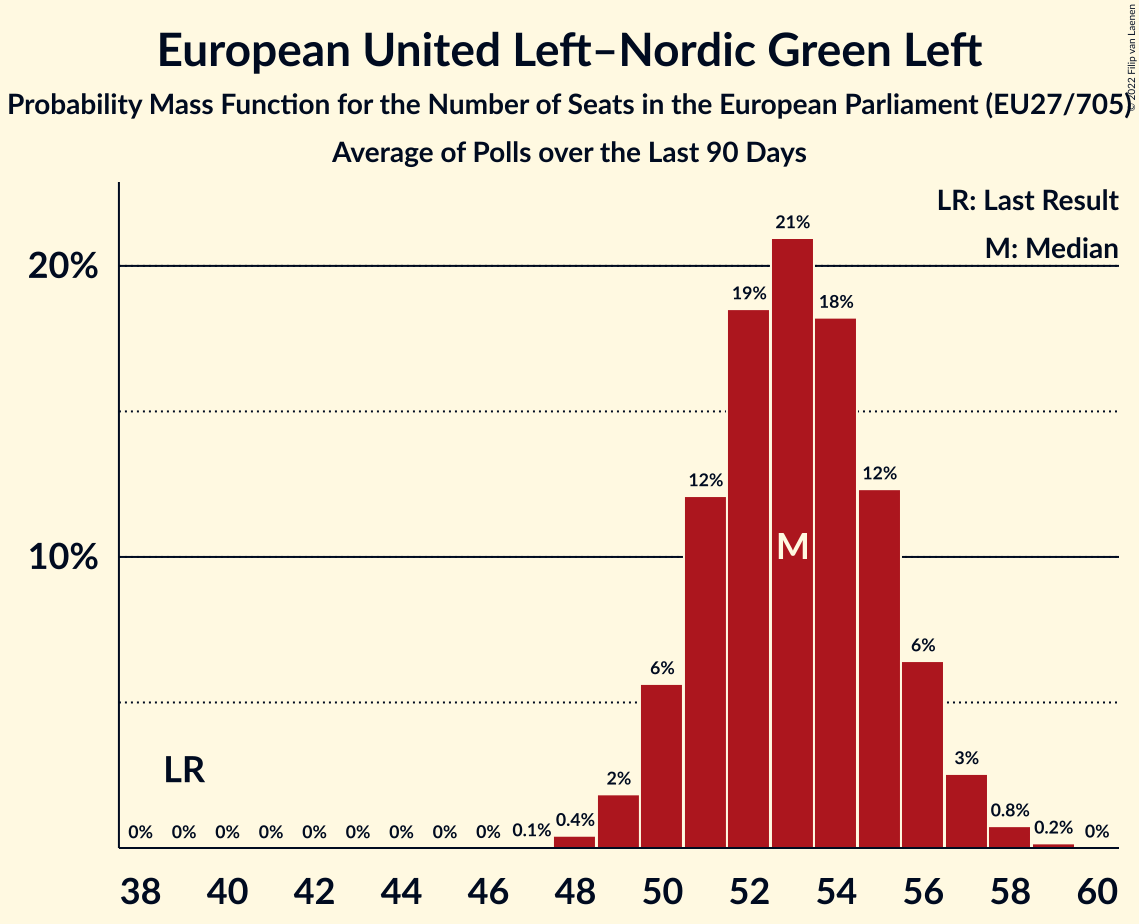 © 2022 Filip van Laenen
European United Left–Nordic Green Left
Probability Mass Function for the Number of Seats in the European Parliament (EU27/705)
Average of Polls over the Last 90 Days
LR: Last Result
M: Median
20%
10%
0% 0% 0% 0% 0% 0% 0% 0% 0% 0.1% 0.4% 2% 6% 12% 19% 21% 18% 12% 6% 3% 0.8% 0.2% 0%
LR
M
38 40 42 44 46 48 50 52 54 56 58 60